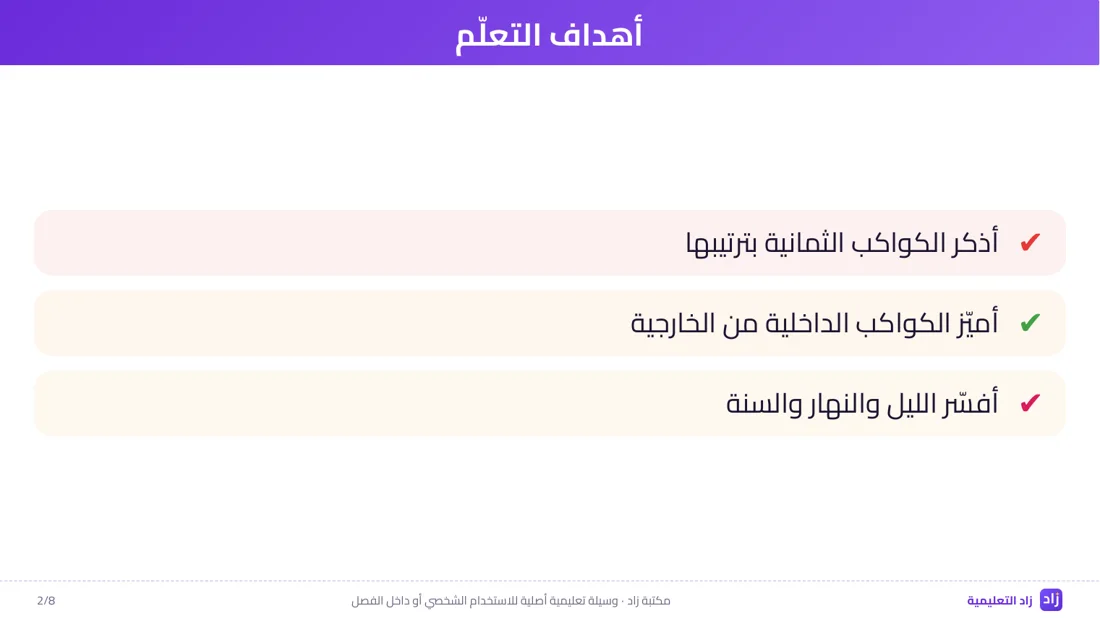 أهداف التعلّم
✔ أذكر الكواكب الثمانية بترتيبها
✔ أميّز الكواكب الداخلية من الخارجية
✔ أفسّر الليل والنهار والسنة
زاد زاد التعليمية
مكتبة زاد · وسيلة تعليمية أصلية للاستخدام الشخصي أو داخل الفصل
2/8